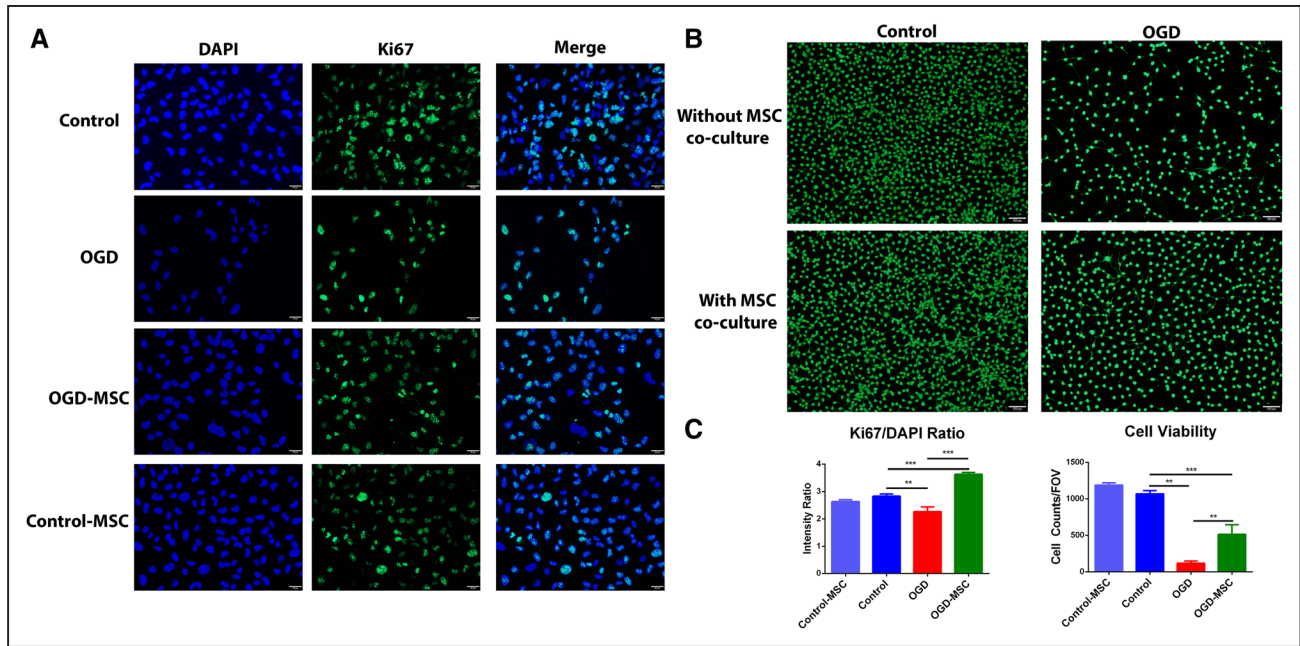 A
DAPI
Ki67
Merge
Control
OGD
OGD-MSC
Control-MSC
B
Control
OGD
Without MSC
co-culture
With MSC
co-culture
C
Ki67/DAPI Ratio
Intensity Ratio
4
3
2
1
0
***
***
**
Control-MSC
Control
OGD
OGD-MSC
Cell Viability
Cell Counts/FOV
1500
1000
500
0
***
**
**
Control-MSC
Control
OGD
OGD-MSC